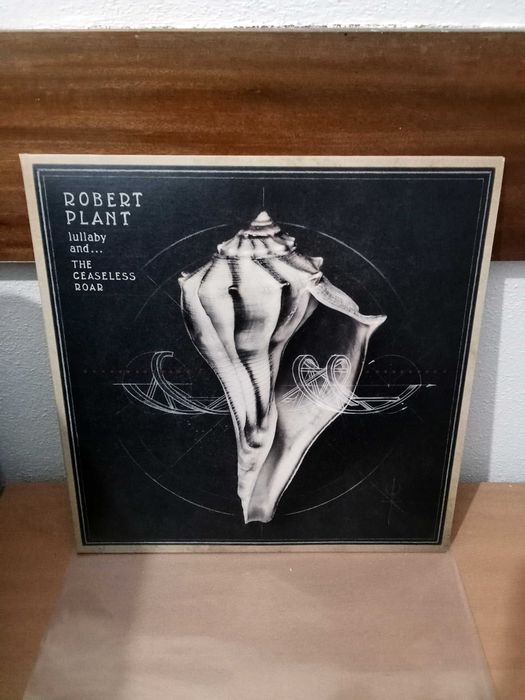 ROBERT
PLANT
lullaby
and...
THE
CEASELESS
ROAR